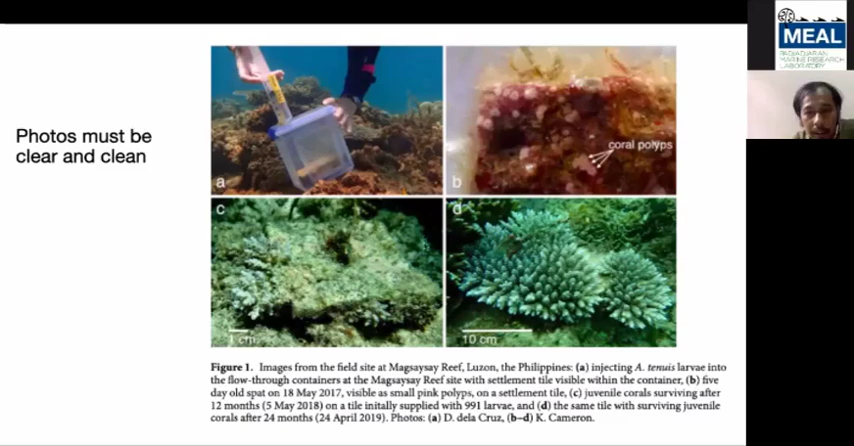 MEAL
PADJADJARAN
MARINE RESEARCH
LABORATORY
Photos must be
clear and clean
a
b
coral polyps
c
d
1 cm
10 cm
Figure 1. Images from the field site at Magsaysay Reef, Luzon, the Philippines: (a) injecting A. tenuis larvae into
the flow-through containers at the Magsaysay Reef site with settlement tile visible within the container, (b) five
day old spat on 18 May 2017, visible as small pink polyps, on a settlement tile, (c) juvenile corals surviving after
12 months (5 May 2018) on a tile initally supplied with 991 larvae, and (d) the same tile with surviving juvenile
corals after 24 months (24 April 2019). Photos: (a) D. dela Cruz, (b–d) K. Cameron.